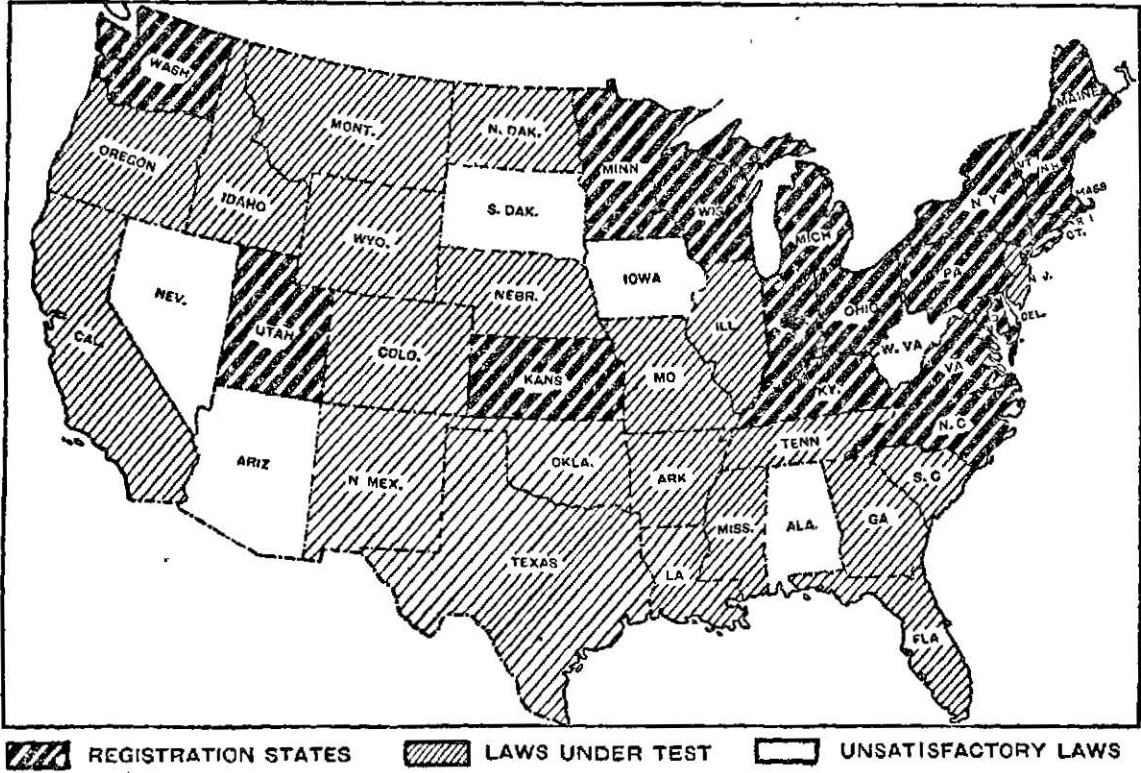 WASH
MONT.
N. DAK.
MINN
MAINE
OREGON
IDAHO
S. DAK.
WIS
MICH
N Y
VT
N H
MASS
R I
CT.
WYO.
NEV.
UTAH
NEBR.
IOWA
ILL
OHIO
PA
N. J.
DEL.
W. VA
VA
CAL.
COLO.
KANS
MO
KY.
N. C
ARIZ
N MEX.
OKLA.
ARK
TENN
S. C
TEXAS
LA
MISS.
ALA.
GA
FLA
REGISTRATION STATES
LAWS UNDER TEST
UNSATISFACTORY LAWS